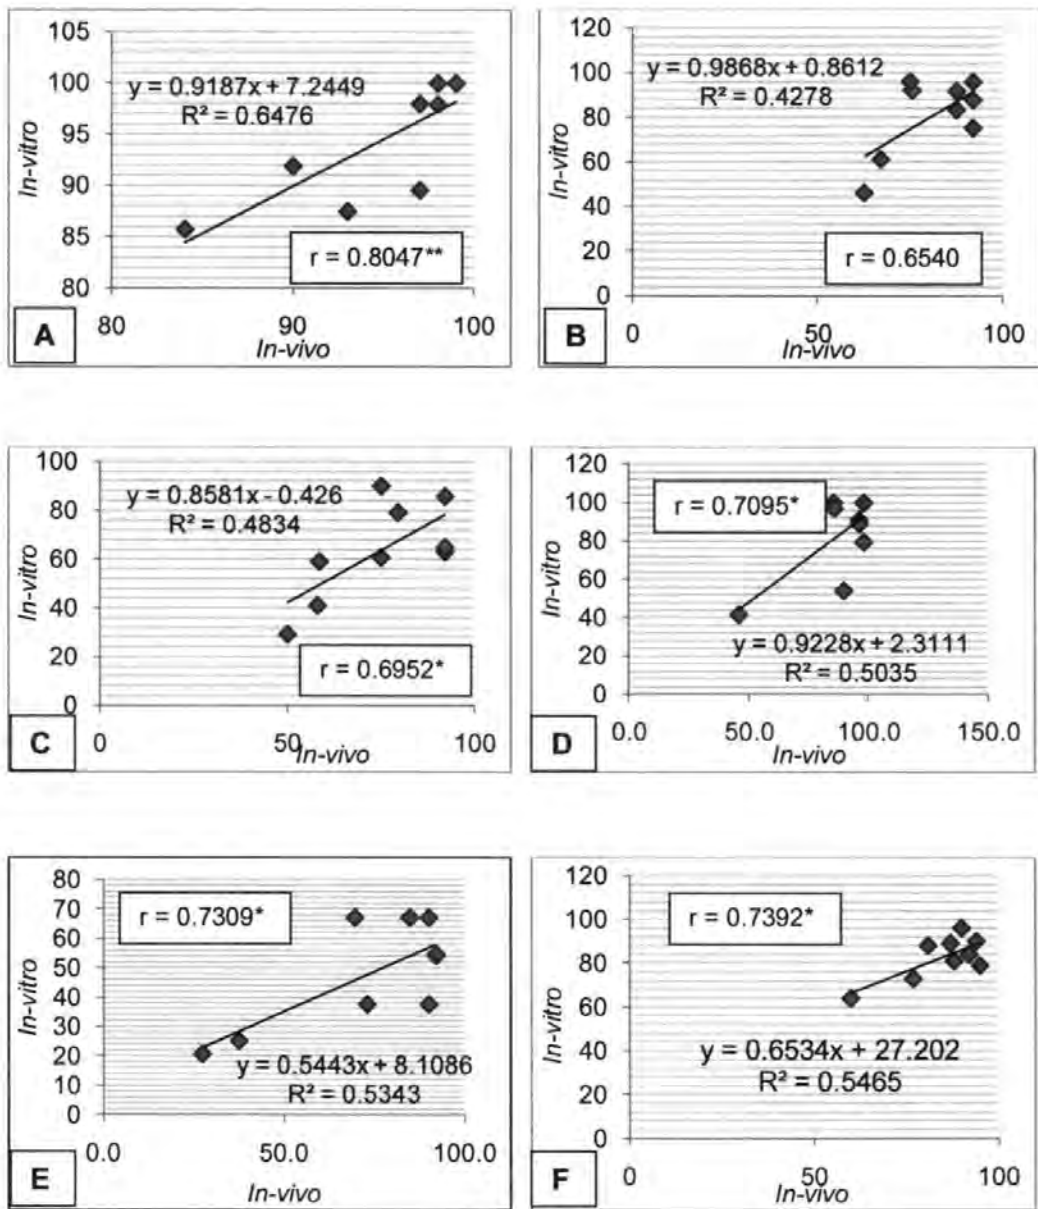 105
100
95
90
85
80
In-vitro
y = 0.9187x + 7.2449
R² = 0.6476
r = 0.8047**
80
90
100
In-vivo
A
120
100
80
60
40
20
0
In-vitro
y = 0.9868x + 0.8612
R² = 0.4278
r = 0.6540
0
50
100
In-vivo
B
100
80
60
40
20
0
In-vitro
y = 0.8581x - 0.426
R² = 0.4834
r = 0.6952*
0
50
100
In-vivo
C
120
100
80
60
40
20
0
In-vitro
r = 0.7095*
y = 0.9228x + 2.3111
R² = 0.5035
0.0
50.0
100.0
150.0
In-vivo
D
80
70
60
50
40
30
20
10
0
In-vitro
r = 0.7309*
y = 0.5443x + 8.1086
R² = 0.5343
0.0
50.0
100.0
In-vivo
E
120
100
80
60
40
20
0
In-vitro
r = 0.7392*
y = 0.6534x + 27.202
R² = 0.5465
0
50
100
In-vivo
F